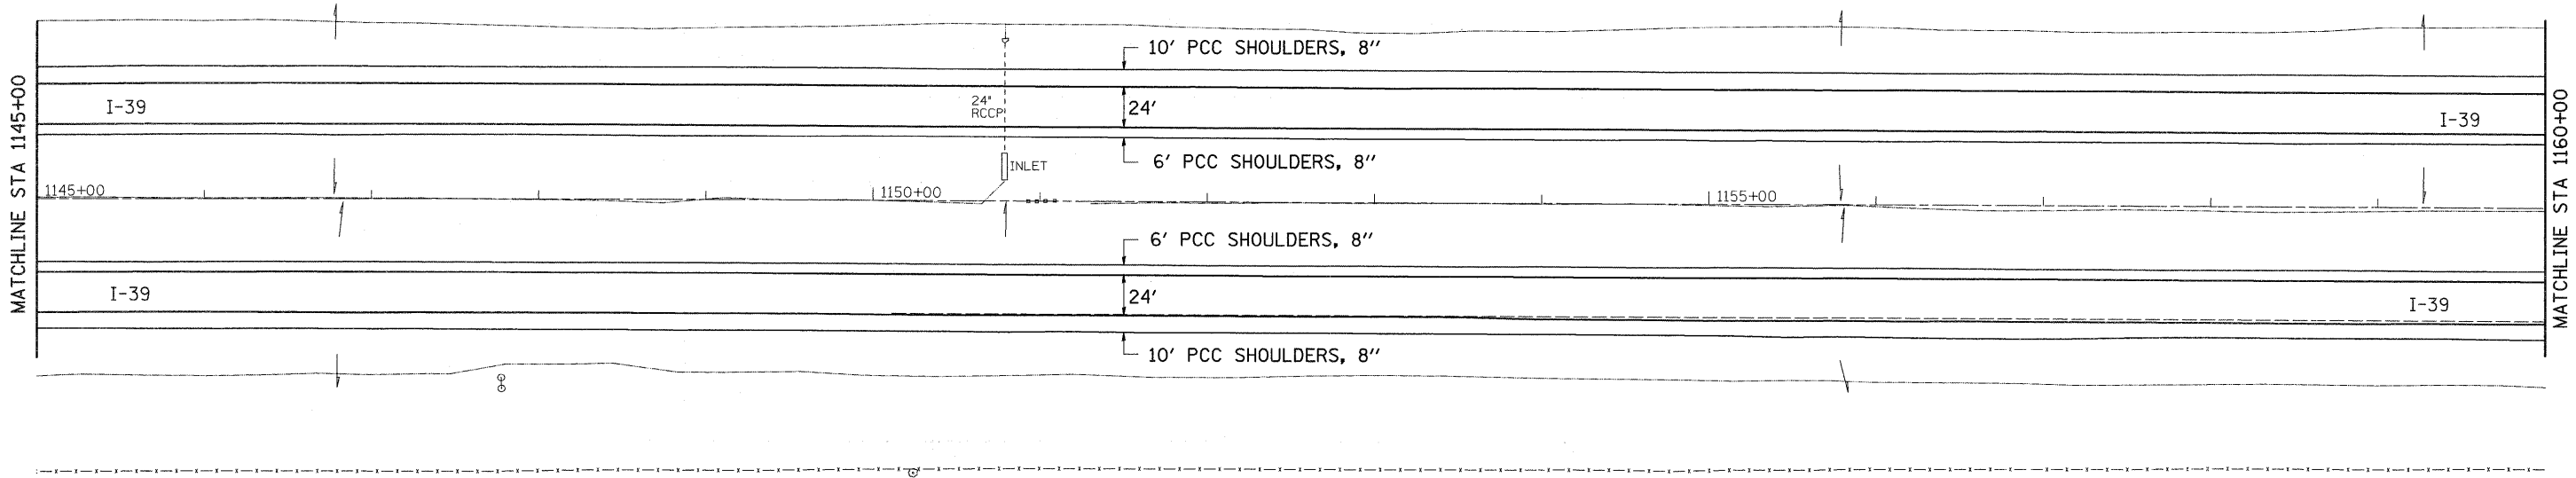 MATCHLINE STA 1145+00
10' PCC SHOULDERS, 8"
I-39
24"
RCCP
24'
I-39
MATCHLINE STA 1160+00
6' PCC SHOULDERS, 8"
INLET
1145+00
1150+00
1155+00
6' PCC SHOULDERS, 8"
I-39
24'
I-39
10' PCC SHOULDERS, 8"